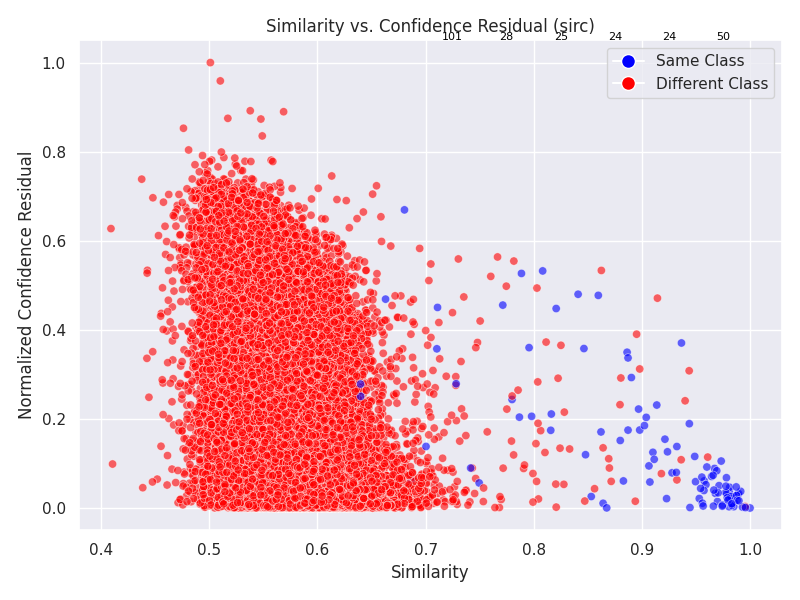 Similarity vs. Confidence Residual (sirc)
101 28 25 24 24 50
Same Class
Different Class
Normalized Confidence Residual
1.0
0.8
0.6
0.4
0.2
0.0
0.4 0.5 0.6 0.7 0.8 0.9 1.0
Similarity